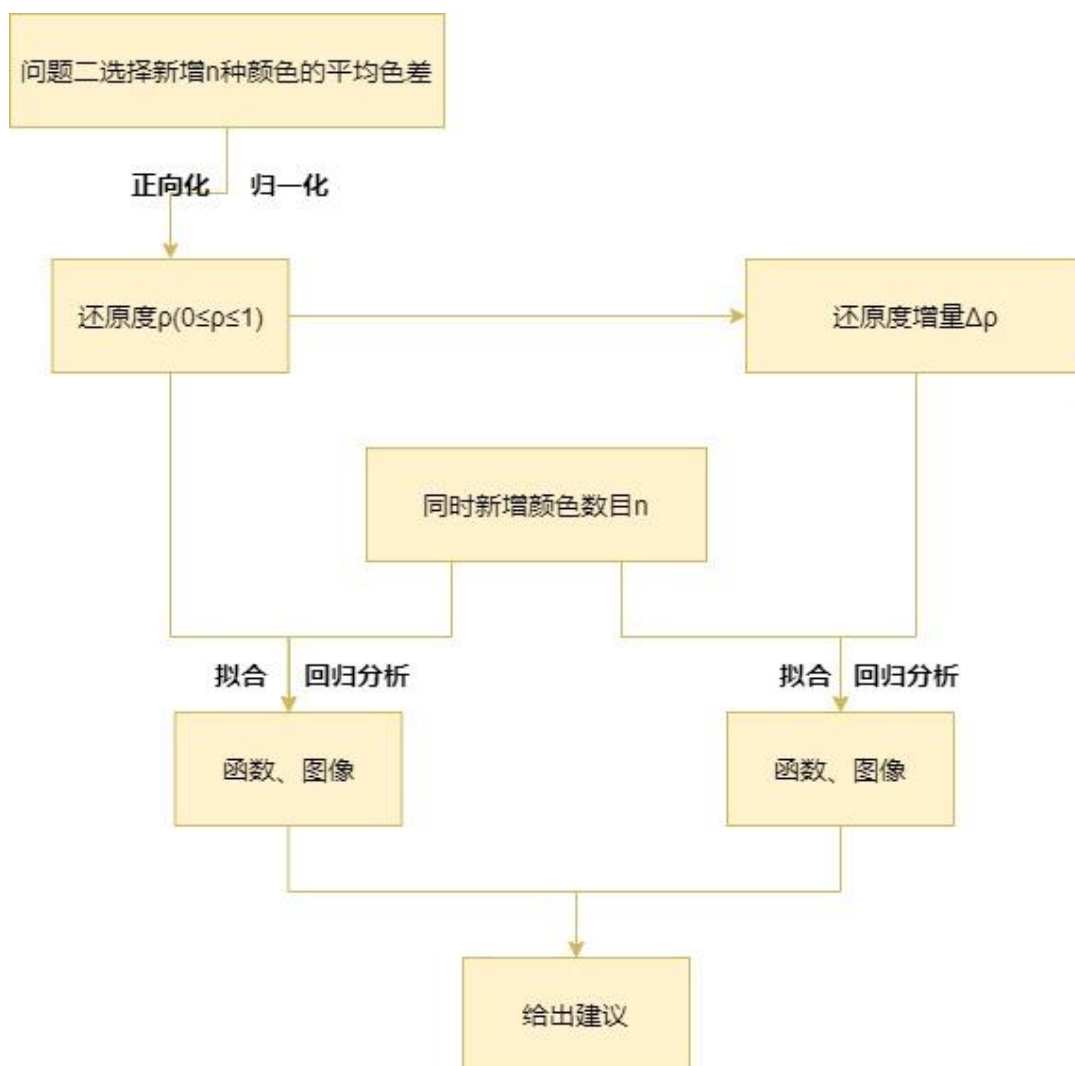 问题二选择新增n种颜色的平均色差
正向化 归一化
还原度ρ(0≤ρ≤1)
还原度增量Δρ
同时新增颜色数目n
拟合 回归分析
拟合 回归分析
函数、图像
函数、图像
给出建议